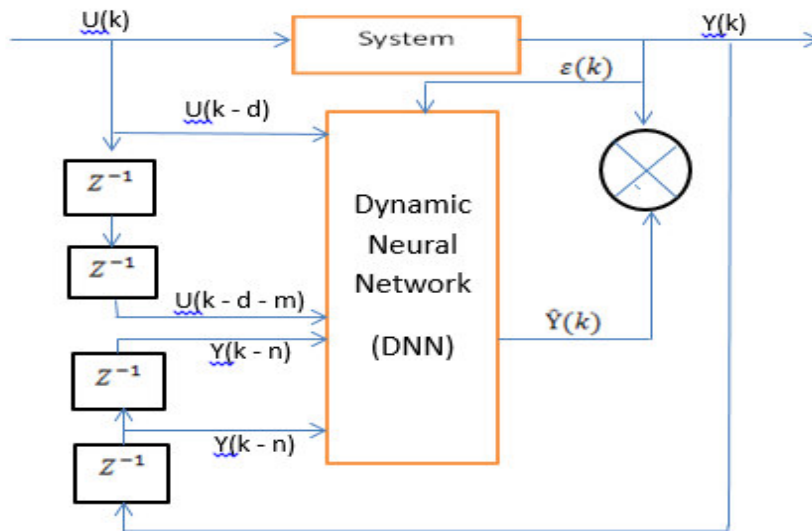 U(k)
System
Y(k)
ε(k)
U(k - d)
Z⁻¹
Dynamic
Neural
Network
(DNN)
Z⁻¹
U(k - d - m)
Ŷ(k)
Y(k - n)
Z⁻¹
Y(k - n)
Z⁻¹